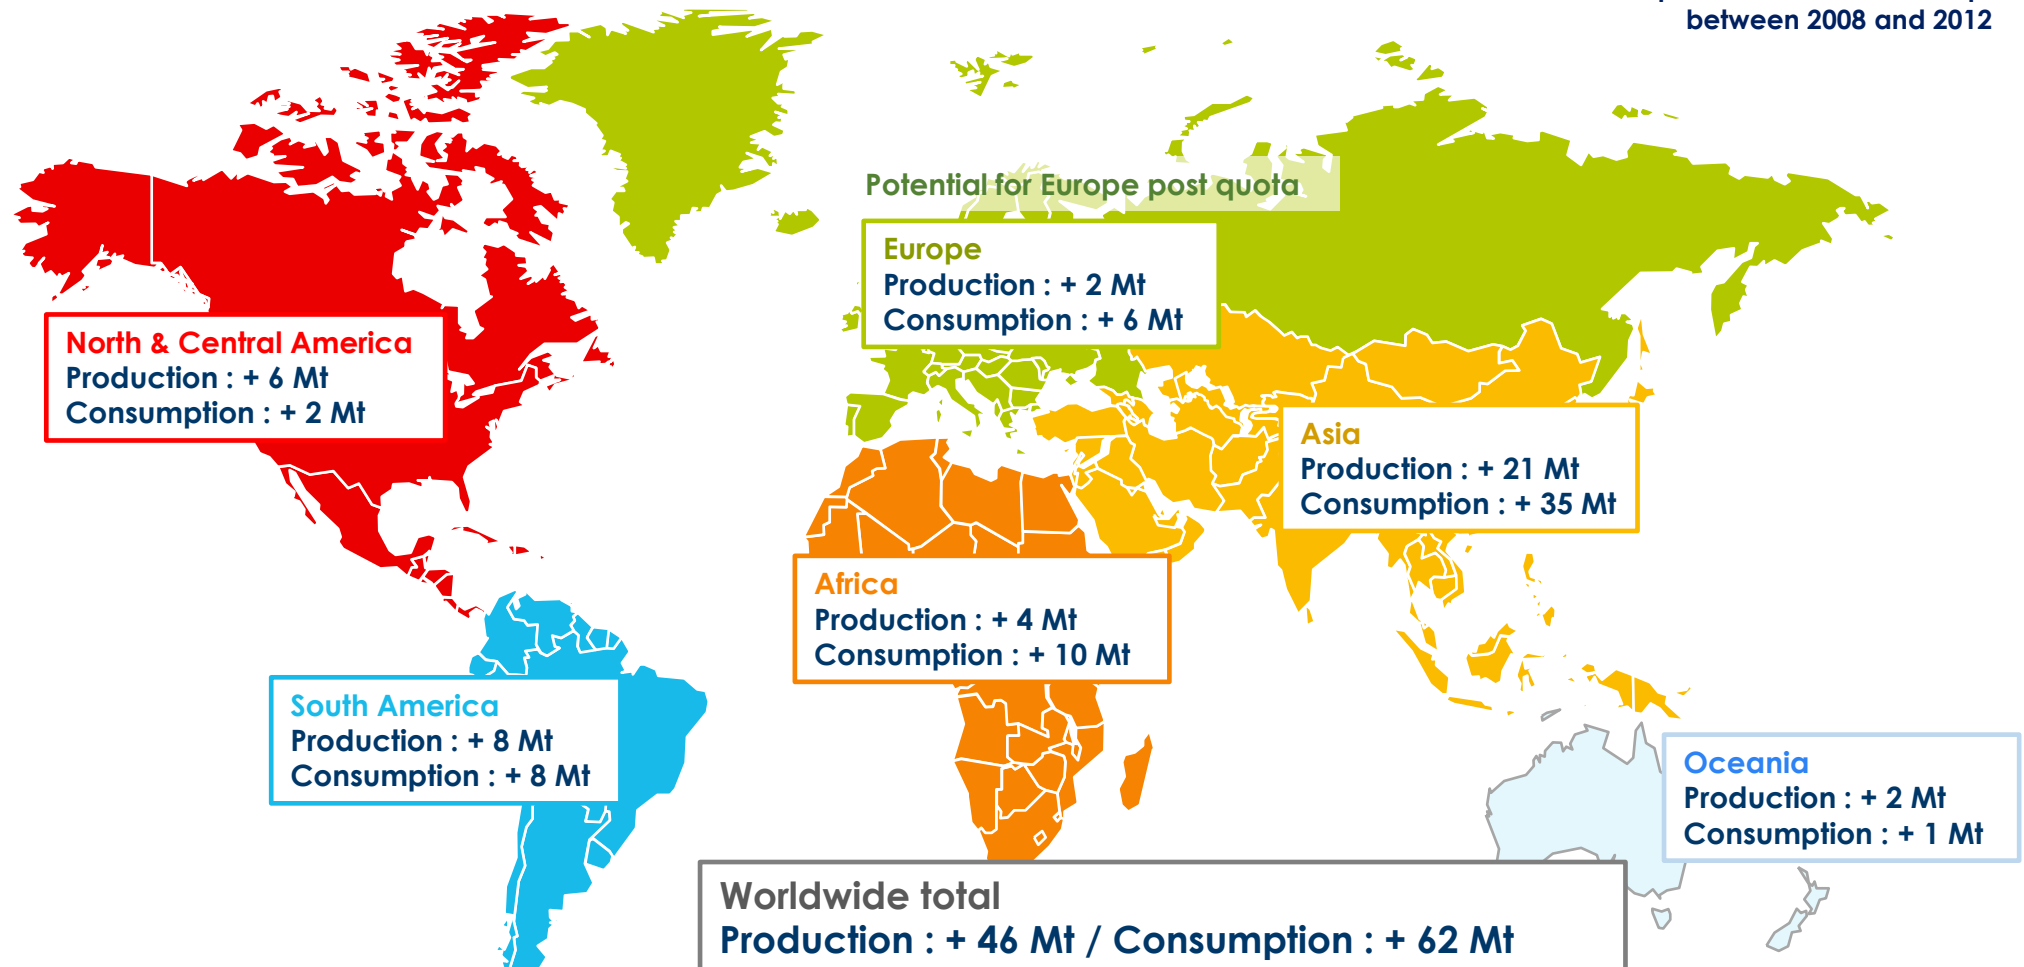 between 2008 and 2012
Potential for Europe post quota
Europe
Production : + 2 Mt
Consumption : + 6 Mt
North & Central America
Production : + 6 Mt
Consumption : + 2 Mt
Asia
Production : + 21 Mt
Consumption : + 35 Mt
Africa
Production : + 4 Mt
Consumption : + 10 Mt
South America
Production : + 8 Mt
Consumption : + 8 Mt
Oceania
Production : + 2 Mt
Consumption : + 1 Mt
Worldwide total
Production : + 46 Mt / Consumption : + 62 Mt